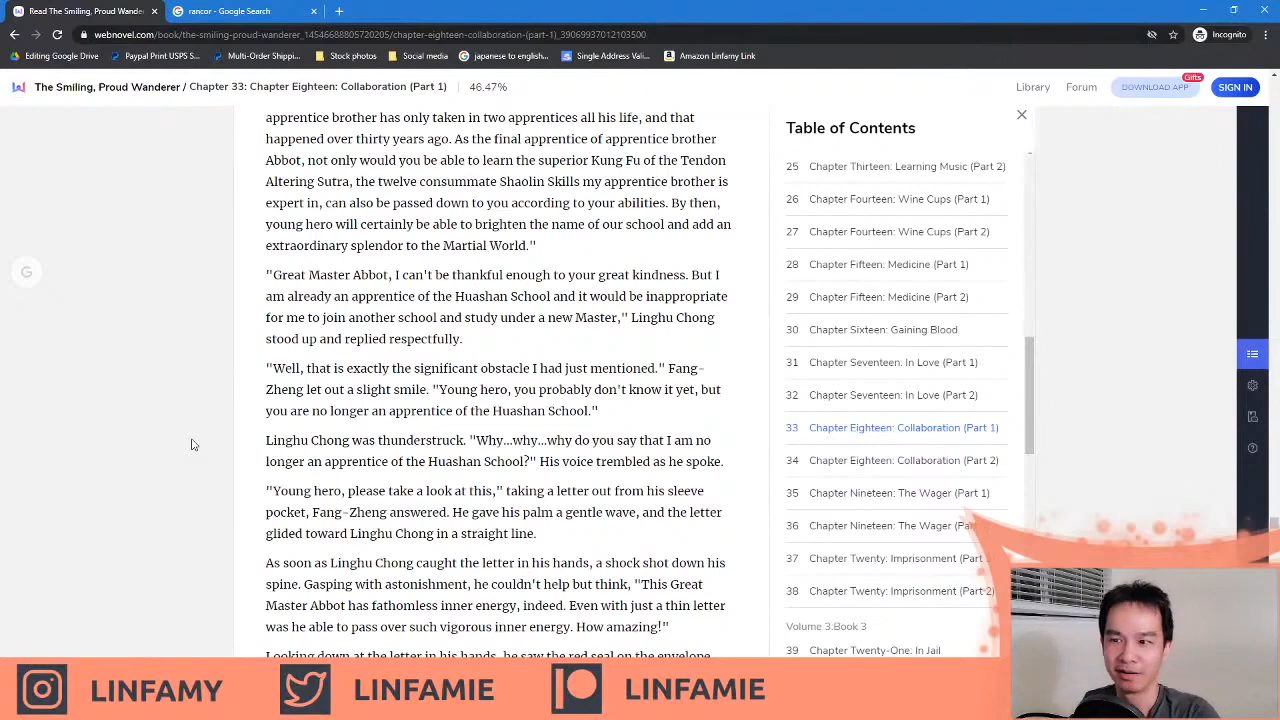 Read The Smiling, Proud Wande
rancor - Google Search
Incognito
webnovel.com/book/the-smiling-proud-wanderer_14546688805720205/chapter-eighteen-collaboration-(part-1)_39069937012103500
Editing Google Drive
Paypal Print USPS S...
Multi-Order Shippi...
Stock photos
Social media
japanese to english...
Single Address Vali...
Amazon Linfamy Link
The Smiling, Proud Wanderer / Chapter 33: Chapter Eighteen: Collaboration (Part 1)
46.47%
Library
Forum
DOWNLOAD APP
Gifts
SIGN IN
apprentice brother has only taken in two apprentices all his life, and that
happened over thirty years ago. As the final apprentice of apprentice brother
Abbot, not only would you be able to learn the superior Kung Fu of the Tendon
Altering Sutra, the twelve consummate Shaolin Skills my apprentice brother is
expert in, can also be passed down to you according to your abilities. By then,
young hero will certainly be able to brighten the name of our school and add an
extraordinary splendor to the Martial World."
"Great Master Abbot, I can't be thankful enough to your great kindness. But I
am already an apprentice of the Huashan School and it would be inappropriate
for me to join another school and study under a new Master," Linghu Chong
stood up and replied respectfully.
"Well, that is exactly the significant obstacle I had just mentioned." Fang-
Zheng let out a slight smile. "Young hero, you probably don't know it yet, but
you are no longer an apprentice of the Huashan School."
Linghu Chong was thunderstruck. "Why...why...why do you say that I am no
longer an apprentice of the Huashan School?" His voice trembled as he spoke.
"Young hero, please take a look at this," taking a letter out from his sleeve
pocket, Fang-Zheng answered. He gave his palm a gentle wave, and the letter
glided toward Linghu Chong in a straight line.
As soon as Linghu Chong caught the letter in his hands, a shock shot down his
spine. Gasping with astonishment, he couldn't help but think, "This Great
Master Abbot has fathomless inner energy, indeed. Even with just a thin letter
was he able to pass over such vigorous inner energy. How amazing!"
Looking down at the letter in his hands, he saw the red seal on the envelope
Table of Contents
25 Chapter Thirteen: Learning Music (Part 2)
26 Chapter Fourteen: Wine Cups (Part 1)
27 Chapter Fourteen: Wine Cups (Part 2)
28 Chapter Fifteen: Medicine (Part 1)
29 Chapter Fifteen: Medicine (Part 2)
30 Chapter Sixteen: Gaining Blood
31 Chapter Seventeen: In Love (Part 1)
32 Chapter Seventeen: In Love (Part 2)
33 Chapter Eighteen: Collaboration (Part 1)
34 Chapter Eighteen: Collaboration (Part 2)
35 Chapter Nineteen: The Wager (Part 1)
36 Chapter Nineteen: The Wager (Pa
37 Chapter Twenty: Imprisonment (Part
38 Chapter Twenty: Imprisonment (Part 2)
Volume 3.Book 3
39 Chapter Twenty-One: In Jail
G
LINFAMY
LINFAMIE
LINFAMIE